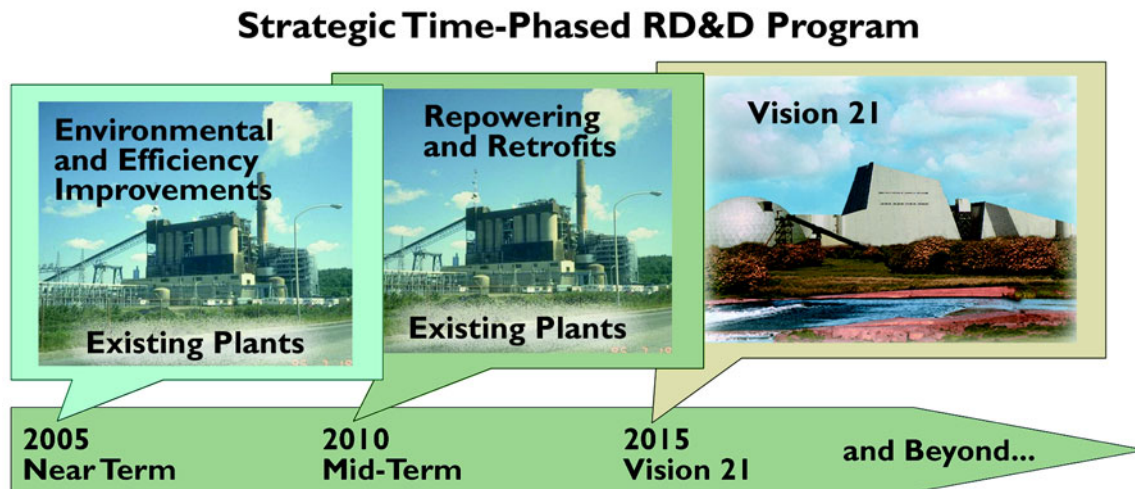 Strategic Time-Phased RD&D Program
Environmental
and Efficiency
Improvements
Existing Plants
Repowering
and Retrofits
Existing Plants
Vision 21
2005
Near Term
2010
Mid-Term
2015
Vision 21
and Beyond...